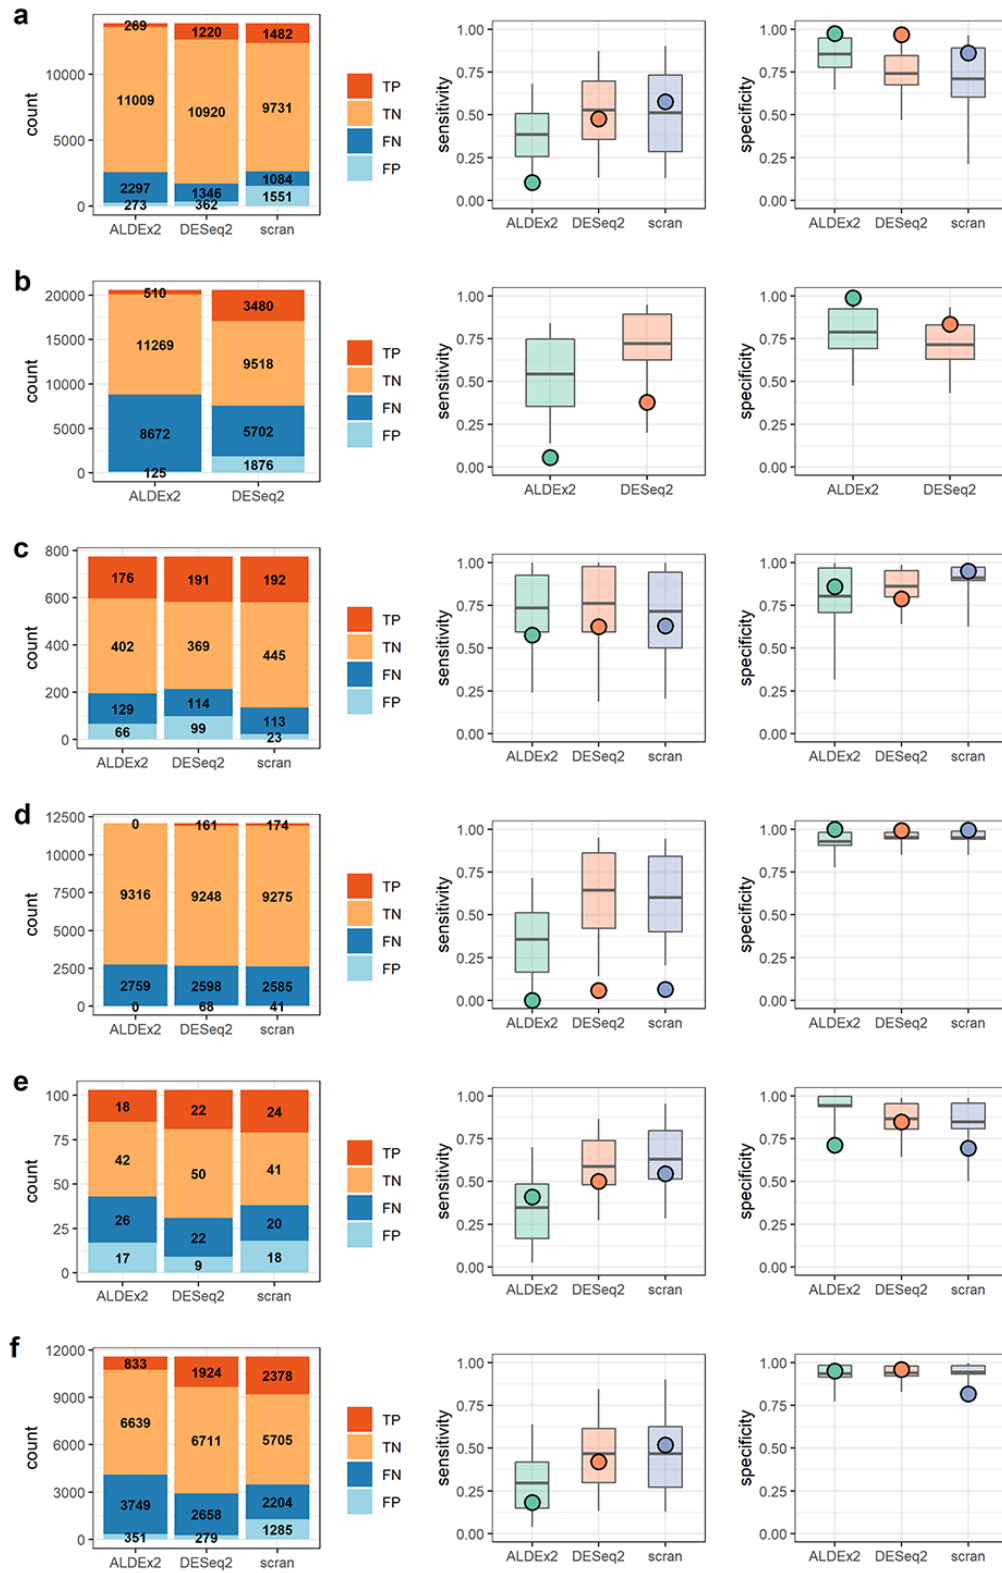 a
count
10000
5000
0
269
1220
1482
11009
10920
9731
2297
1346
1084
273
362
1551
ALDEx2 DESeq2 scran
TP
TN
FN
FP
sensitivity
1.00
0.75
0.50
0.25
0.00
ALDEx2 DESeq2 scran
specificity
1.00
0.75
0.50
0.25
0.00
ALDEx2 DESeq2 scran
b
count
20000
15000
10000
5000
0
510
3480
11269
9518
8672
5702
125
1876
ALDEx2 DESeq2
TP
TN
FN
FP
sensitivity
1.00
0.75
0.50
0.25
0.00
ALDEx2 DESeq2
specificity
1.00
0.75
0.50
0.25
0.00
ALDEx2 DESeq2
c
count
800
600
400
200
0
176
191
192
402
369
445
129
114
113
66
99
23
ALDEx2 DESeq2 scran
TP
TN
FN
FP
sensitivity
1.00
0.75
0.50
0.25
0.00
ALDEx2 DESeq2 scran
specificity
1.00
0.75
0.50
0.25
0.00
ALDEx2 DESeq2 scran
d
count
12500
10000
7500
5000
2500
0
0
161
174
9316
9248
9275
2759
2598
2585
0
68
41
ALDEx2 DESeq2 scran
TP
TN
FN
FP
sensitivity
1.00
0.75
0.50
0.25
0.00
ALDEx2 DESeq2 scran
specificity
1.00
0.75
0.50
0.25
0.00
ALDEx2 DESeq2 scran
e
count
100
75
50
25
0
18
22
24
42
50
41
26
22
20
17
9
18
ALDEx2 DESeq2 scran
TP
TN
FN
FP
sensitivity
1.00
0.75
0.50
0.25
0.00
ALDEx2 DESeq2 scran
specificity
1.00
0.75
0.50
0.25
0.00
ALDEx2 DESeq2 scran
f
count
12000
9000
6000
3000
0
833
1924
2378
6639
6711
5705
3749
2658
2204
351
279
1285
ALDEx2 DESeq2 scran
TP
TN
FN
FP
sensitivity
1.00
0.75
0.50
0.25
0.00
ALDEx2 DESeq2 scran
specificity
1.00
0.75
0.50
0.25
0.00
ALDEx2 DESeq2 scran